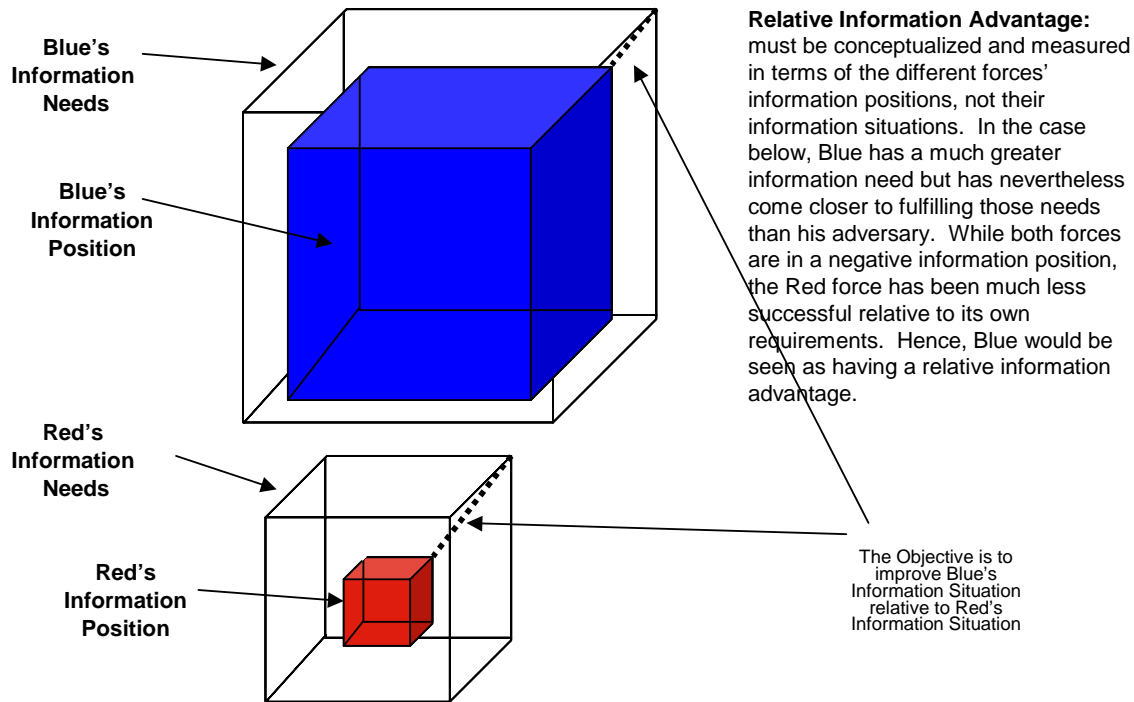 Blue's
Information
Needs
Blue's
Information
Position
Relative Information Advantage:
must be conceptualized and measured
in terms of the different forces'
information positions, not their
information situations.  In the case
below, Blue has a much greater
information need but has nevertheless
come closer to fulfilling those needs
than his adversary.  While both forces
are in a negative information position,
the Red force has been much less
successful relative to its own
requirements.  Hence, Blue would be
seen as having a relative information
advantage.
Red's
Information
Needs
Red's
Information
Position
The Objective is to
improve Blue's
Information Situation
relative to Red's
Information Situation